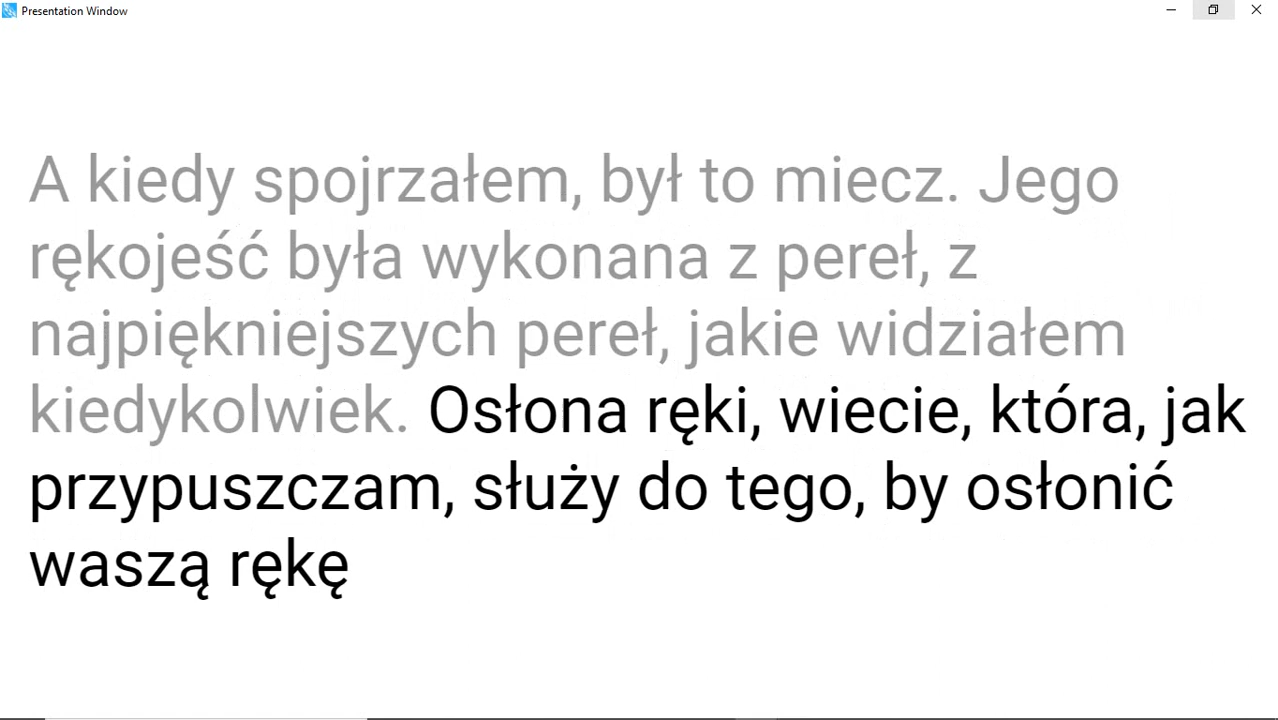 Presentation Window
A kiedy spojrzałem, był to miecz. Jego
rękojeść była wykonana z pereł, z
najpiękniejszych pereł, jakie widziałem
kiedykolwiek. Osłona ręki, wiecie, która, jak
przypuszczam, służy do tego, by osłonić
waszą rękę